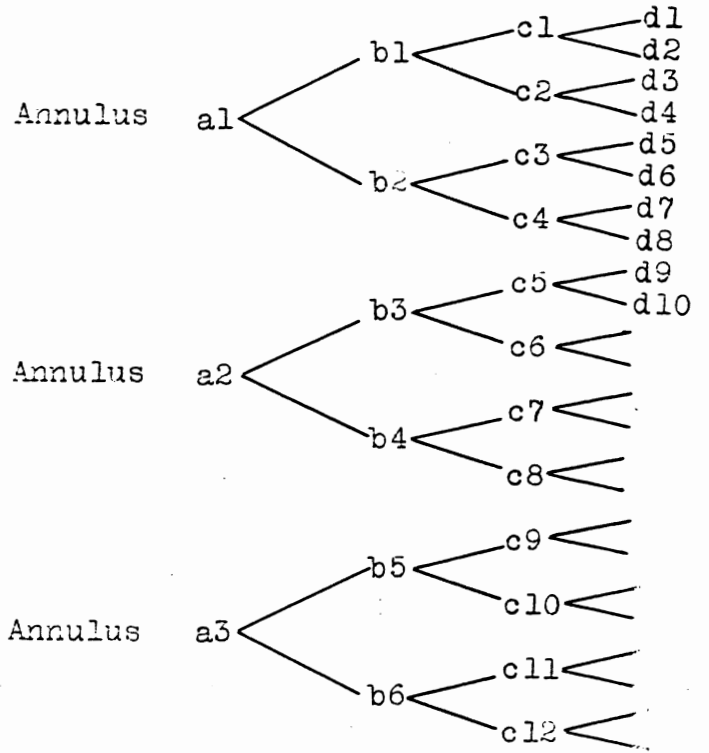 c1 d1
b1 d2
c2 d3
Annulus a1 d4
c3 d5
b2 d6
c4 d7
d8
c5 d9
b3 d10
c6
Annulus a2
c7
b4
c8
c9
b5
c10
Annulus a3
c11
b6
c12